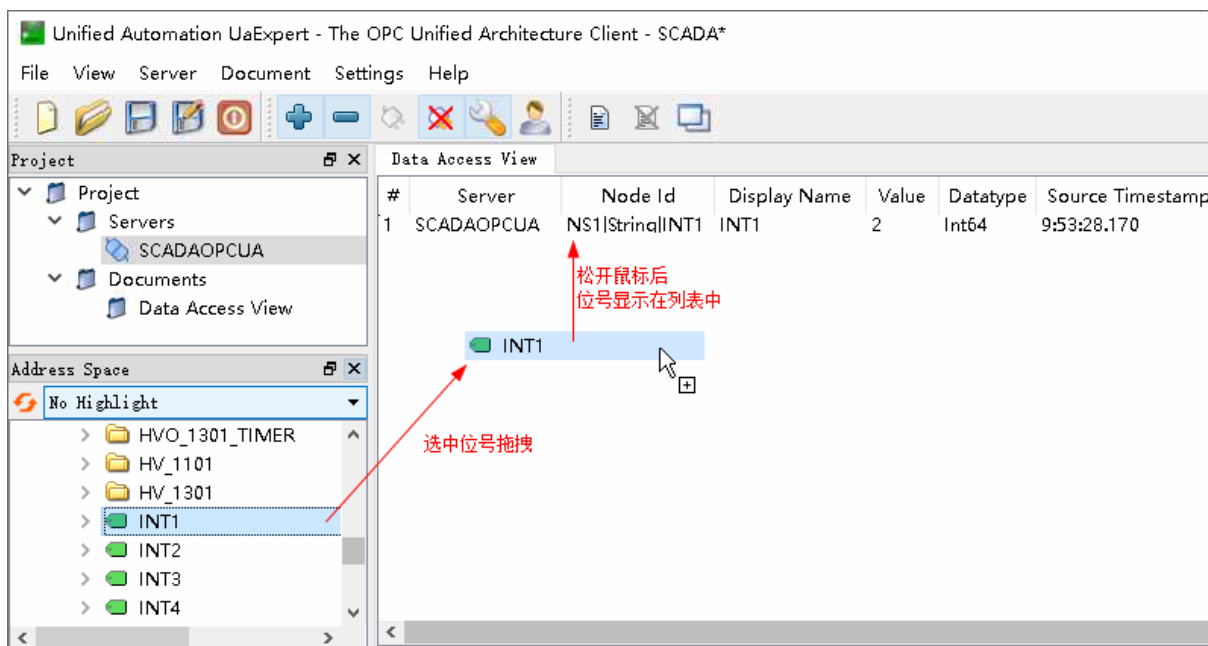 Unified Automation UaExpert - The OPC Unified Architecture Client - SCADA*
File View Server Document Settings Help
Project
Project
Servers
SCADAOPCUA
Documents
Data Access View
Address Space
No Highlight
HVO_1301_TIMER
HV_1101
HV_1301
INT1
INT2
INT3
INT4
Data Access View
# Server Node Id Display Name Value Datatype Source Timestamp
1 SCADAOPCUA NS1|String|INT1 INT1 2 Int64 9:53:28.170
松开鼠标后
位号显示在列表中
INT1
选中位号拖拽